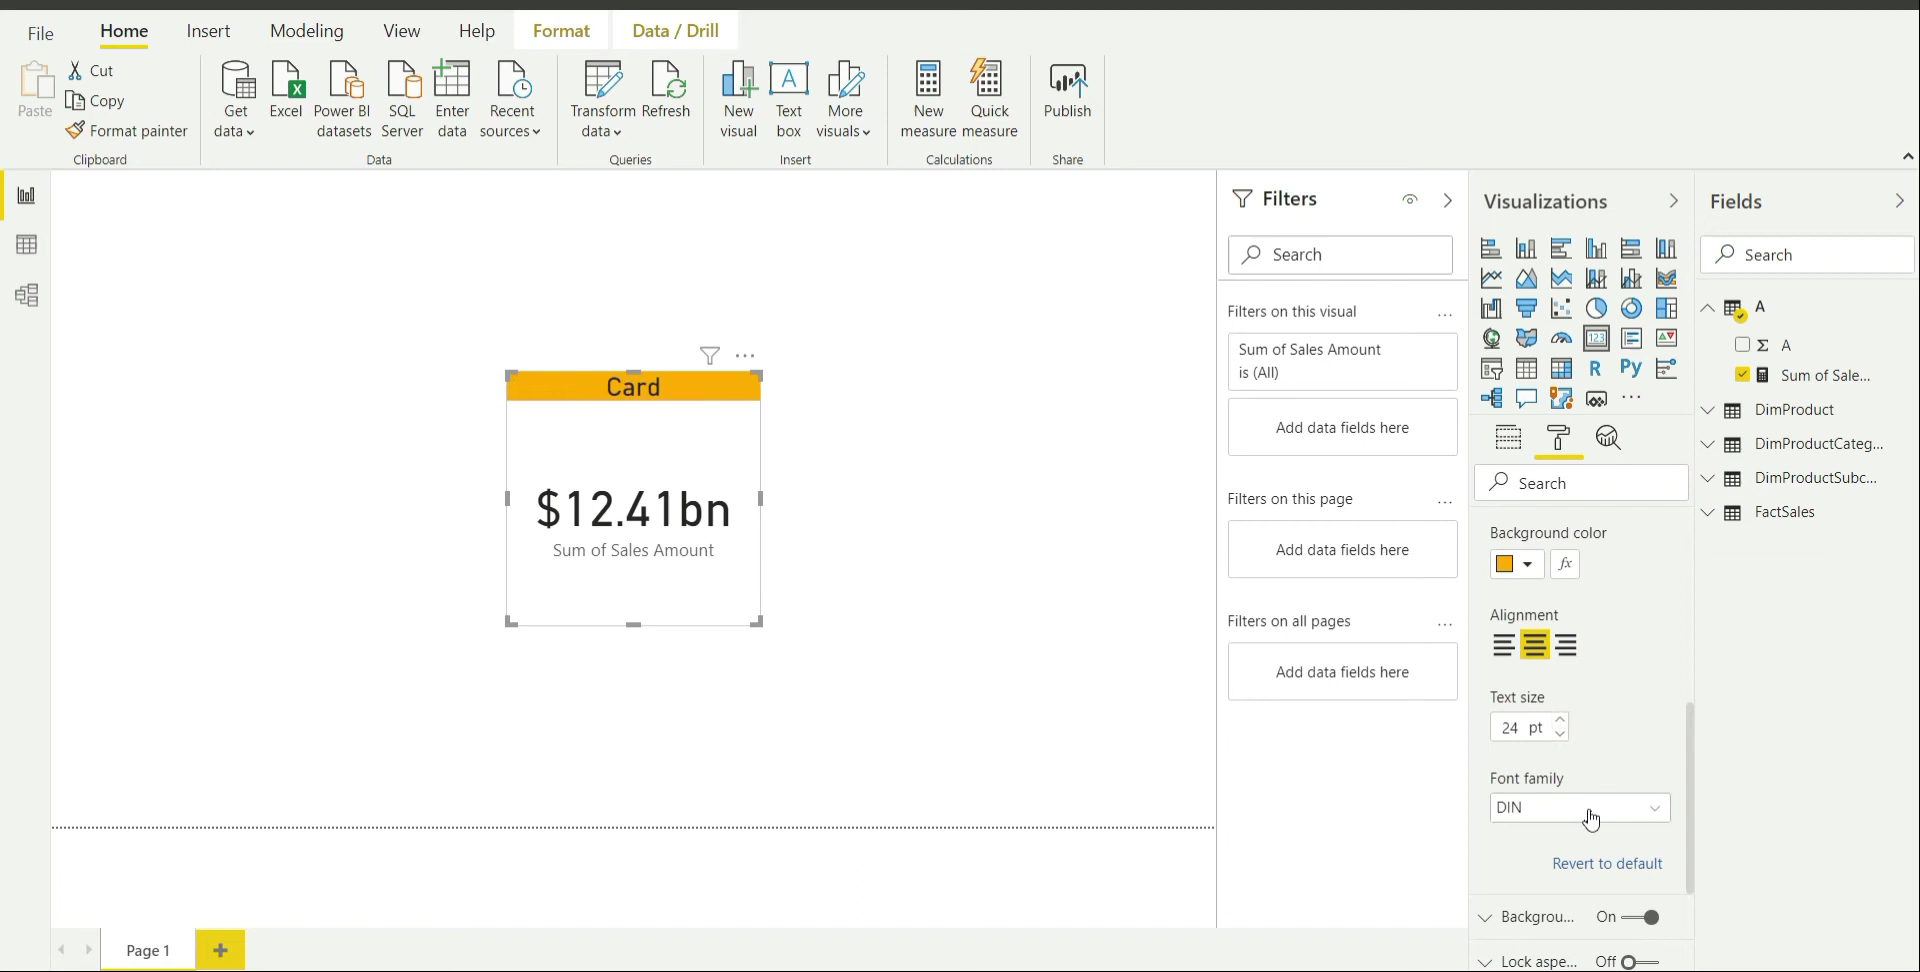 File
Home
Insert
Modeling
View
Help
Format
Data / Drill
Paste
Cut
Copy
Format painter
Clipboard
Get data
Excel
Power BI datasets
SQL Server
Enter data
Recent sources
Data
Transform data
Refresh
Queries
New visual
A
Text box
More visuals
Insert
New measure
Quick measure
Calculations
Publish
Share
Card
$12.41bn
Sum of Sales Amount
Filters
Search
Filters on this visual
...
Sum of Sales Amount
is (All)
Add data fields here
Filters on this page
...
Add data fields here
Filters on all pages
...
Add data fields here
Visualizations
123
R
Py
...
Search
Background color
fx
Alignment
Text size
24 pt
Font family
DIN
Revert to default
Backgrou... On
Lock aspe... Off
Fields
Search
A
Σ A
Sum of Sale...
DimProduct
DimProductCateg...
DimProductSubc...
FactSales
Page 1
+